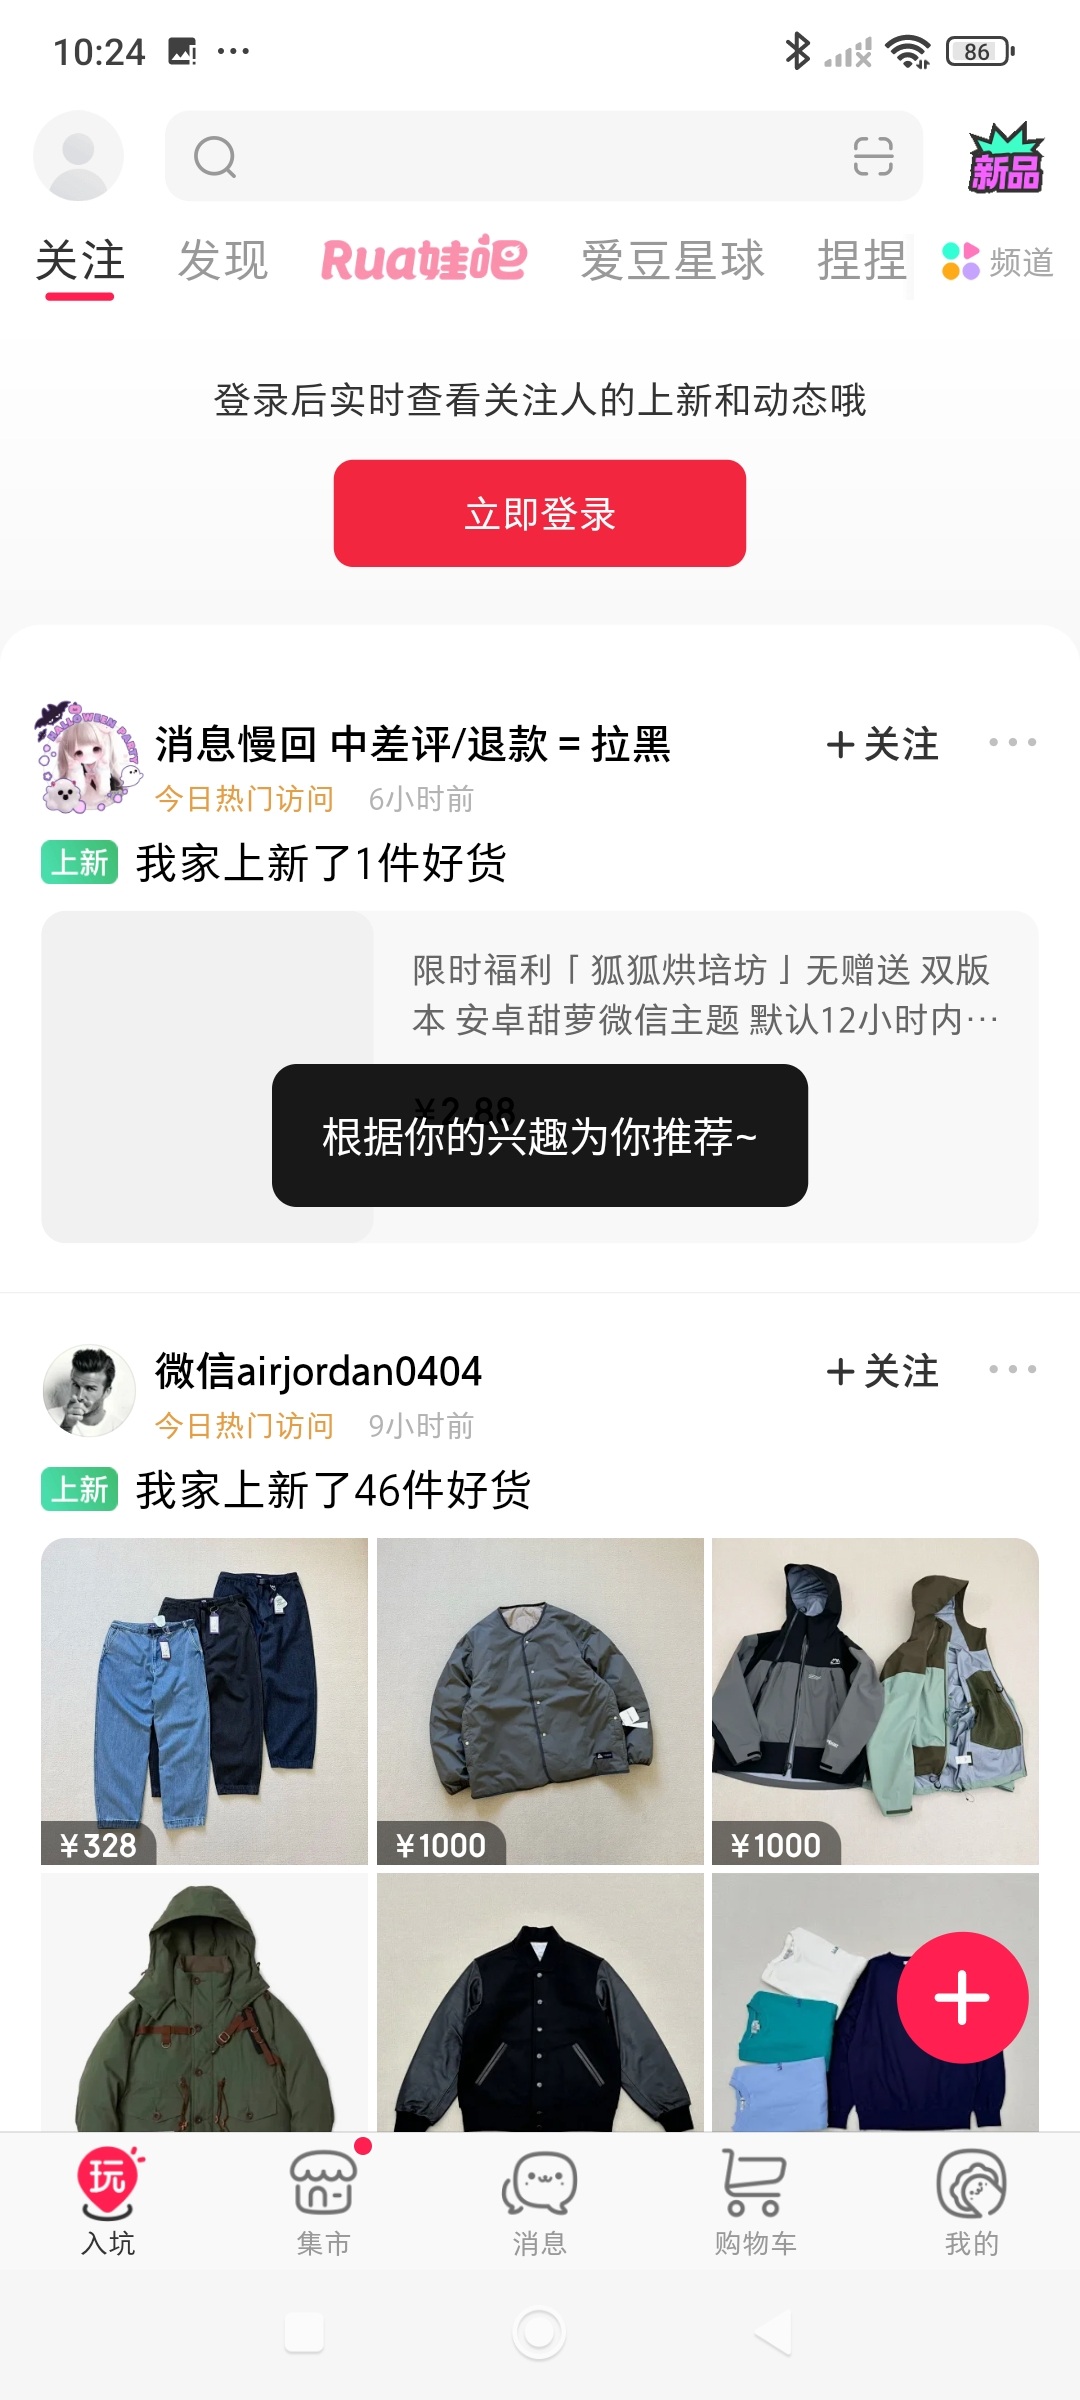 10:24
86
新品
关注 发现 Rua娃吧 爱豆星球 捏捏 频道
登录后实时查看关注人的上新和动态哦
立即登录
消息慢回 中差评/退款 = 拉黑 +关注
今日热门访问 6小时前
上新 我家上新了1件好货
限时福利「狐狐烘培坊」无赠送 双版
本 安卓甜萝微信主题 默认12小时内…
¥2.88
根据你的兴趣为你推荐~
微信airjordan0404 +关注
今日热门访问 9小时前
上新 我家上新了46件好货
¥328 ¥1000 ¥1000
玩
入坑 集市 消息 购物车 我的